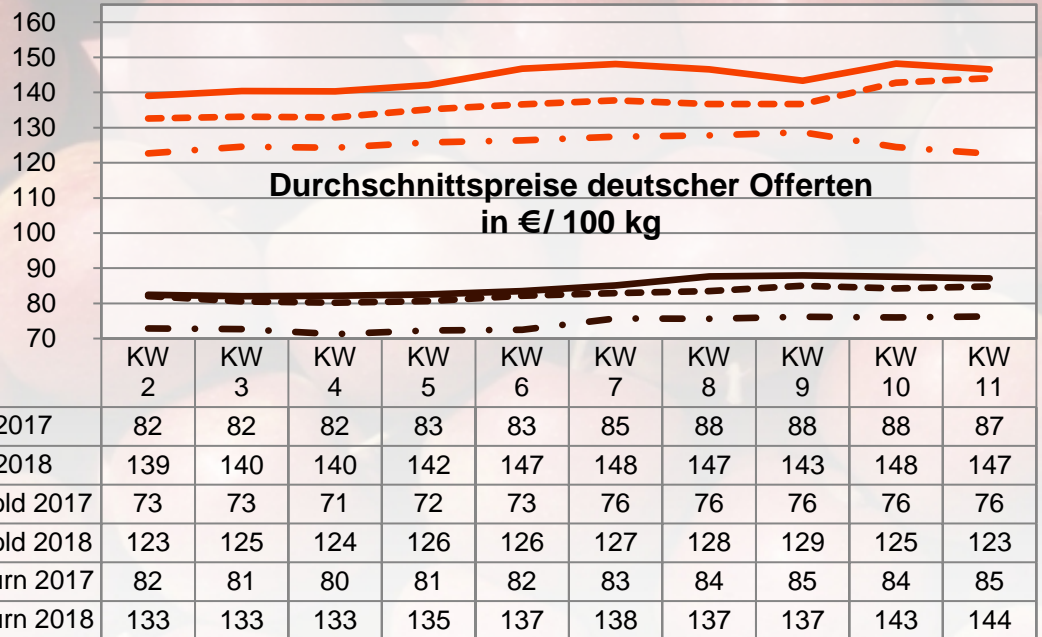 160
150
140
130
120
110
100
90
80
70
Durchschnittspreise deutscher Offerten
in €/ 100 kg
KW KW KW KW KW KW KW KW KW KW
2 3 4 5 6 7 8 9 10 11
2017 82 82 82 83 83 85 88 88 88 87
2018 139 140 140 142 147 148 147 143 148 147
old 2017 73 73 71 72 73 76 76 76 76 76
old 2018 123 125 124 126 126 127 128 129 125 123
urn 2017 82 81 80 81 82 83 84 85 84 85
urn 2018 133 133 133 135 137 138 137 137 143 144